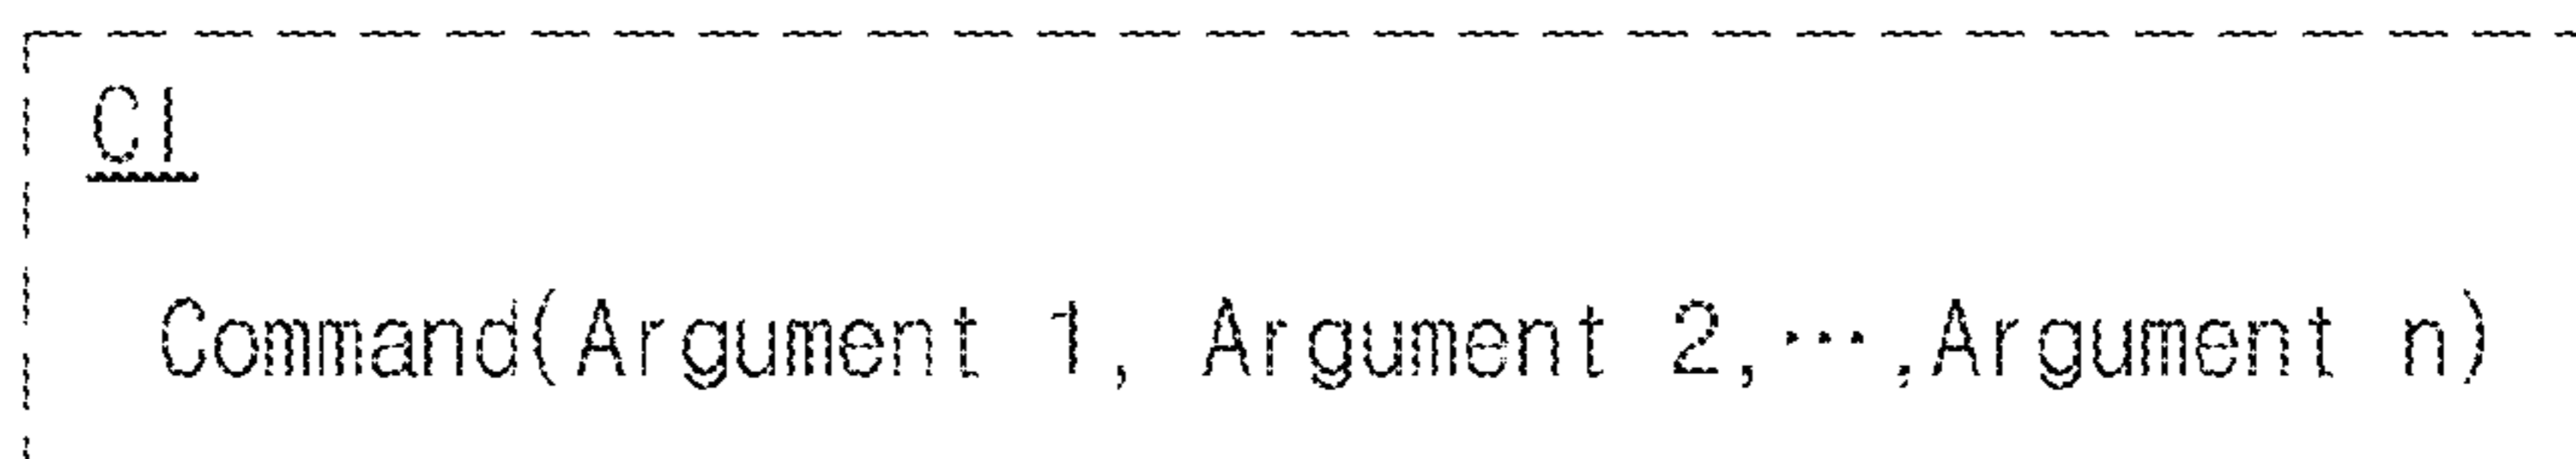 CI
Command(Argument 1, Argument 2,··· ,Argument n)